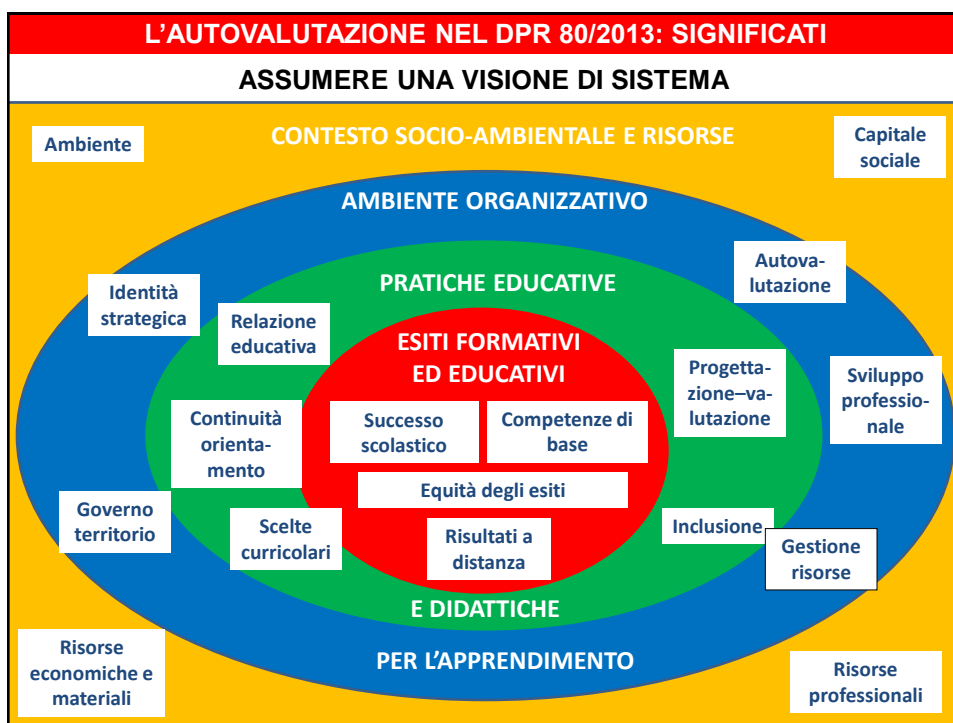 L'AUTOVALUTAZIONE NEL DPR 80/2013: SIGNIFICATI
ASSUMERE UNA VISIONE DI SISTEMA
CONTESTO SOCIO-AMBIENTALE E RISORSE
Ambiente
Capitale
sociale
AMBIENTE ORGANIZZATIVO
Autova-
lutazione
PRATICHE EDUCATIVE
Identità
strategica
Relazione
educativa
ESITI FORMATIVI
ED EDUCATIVI
Progetta-
zione–va-
lutazione
Sviluppo
professio-
nale
Continuità
orienta-
mento
Successo
scolastico
Competenze di
base
Equità degli esiti
Governo
territorio
Scelte
curricolari
Risultati a
distanza
Inclusione
Gestione
risorse
E DIDATTICHE
PER L'APPRENDIMENTO
Risorse
economiche e
materiali
Risorse
professionali